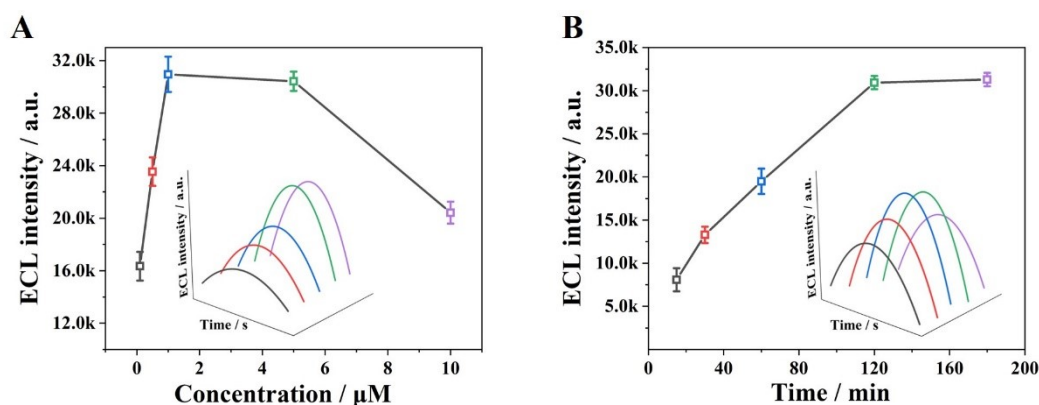 A
ECL intensity / a.u.
32.0k
28.0k
24.0k
20.0k
16.0k
12.0k
ECL intensity / a.u.
Time / s
0 2 4 6 8 10
Concentration / μM
B
ECL intensity / a.u.
35.0k
30.0k
25.0k
20.0k
15.0k
10.0k
5.0k
ECL intensity / a.u.
Time / s
0 40 80 120 160 200
Time / min